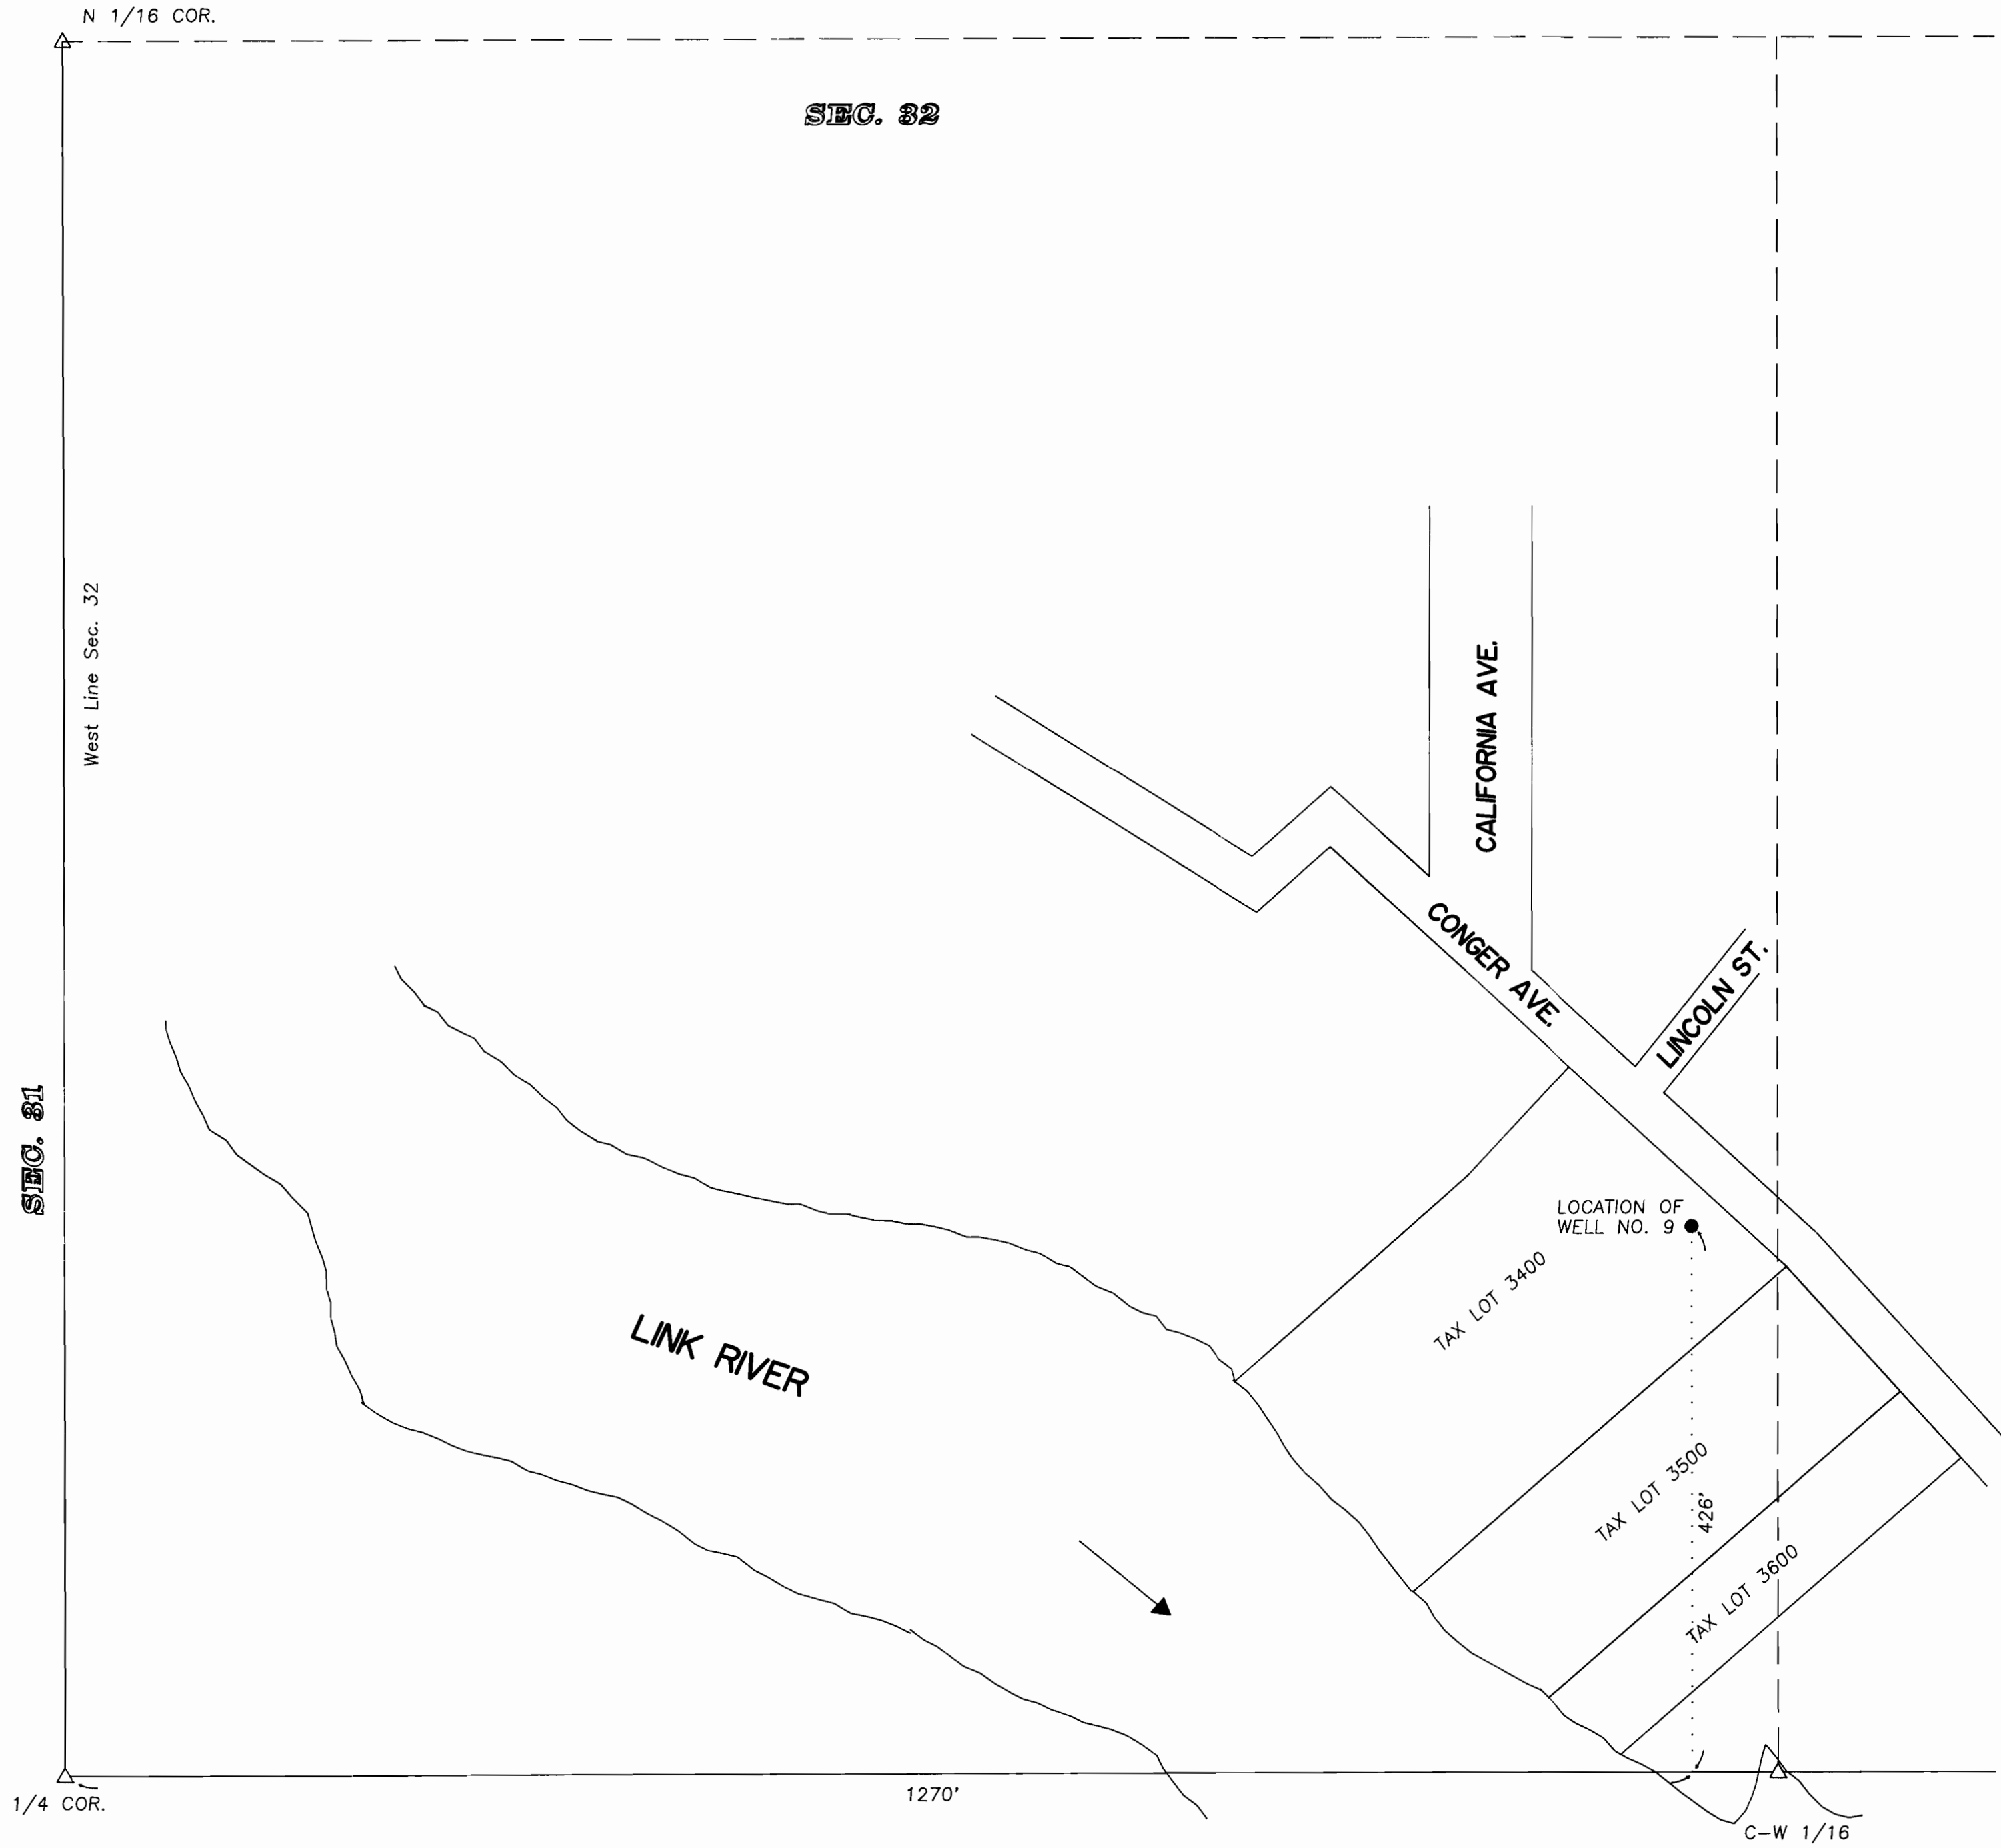 N 1/16 COR.
SEC. 32
West Line Sec. 32
CALIFORNIA AVE.
CONGER AVE.
LINCOLN ST.
SEC. 31
LOCATION OF
WELL NO. 9
TAX LOT 3400
LINK RIVER
TAX LOT 3500
426'
TAX LOT 3600
1270'
1/4 COR.
C-W 1/16